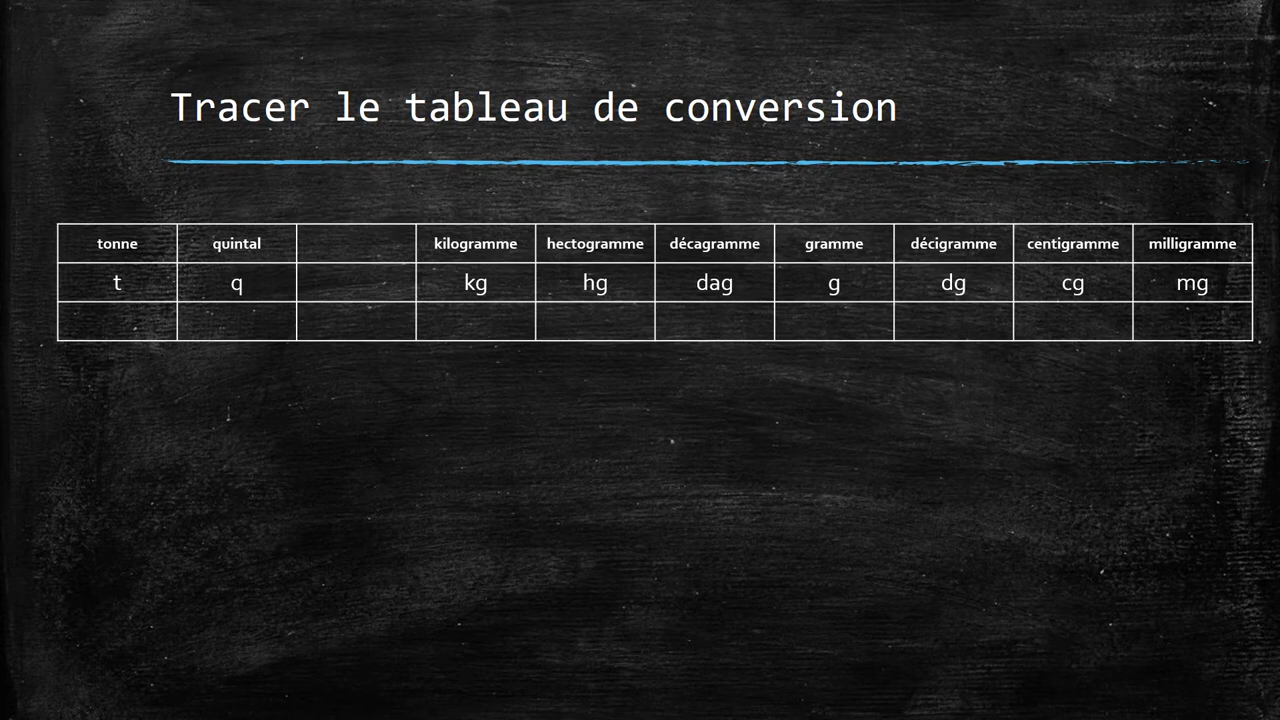 Tracer le tableau de conversion
tonne quintal kilogramme hectogramme décagramme gramme décigramme centigramme milligramme
t q kg hg dag g dg cg mg